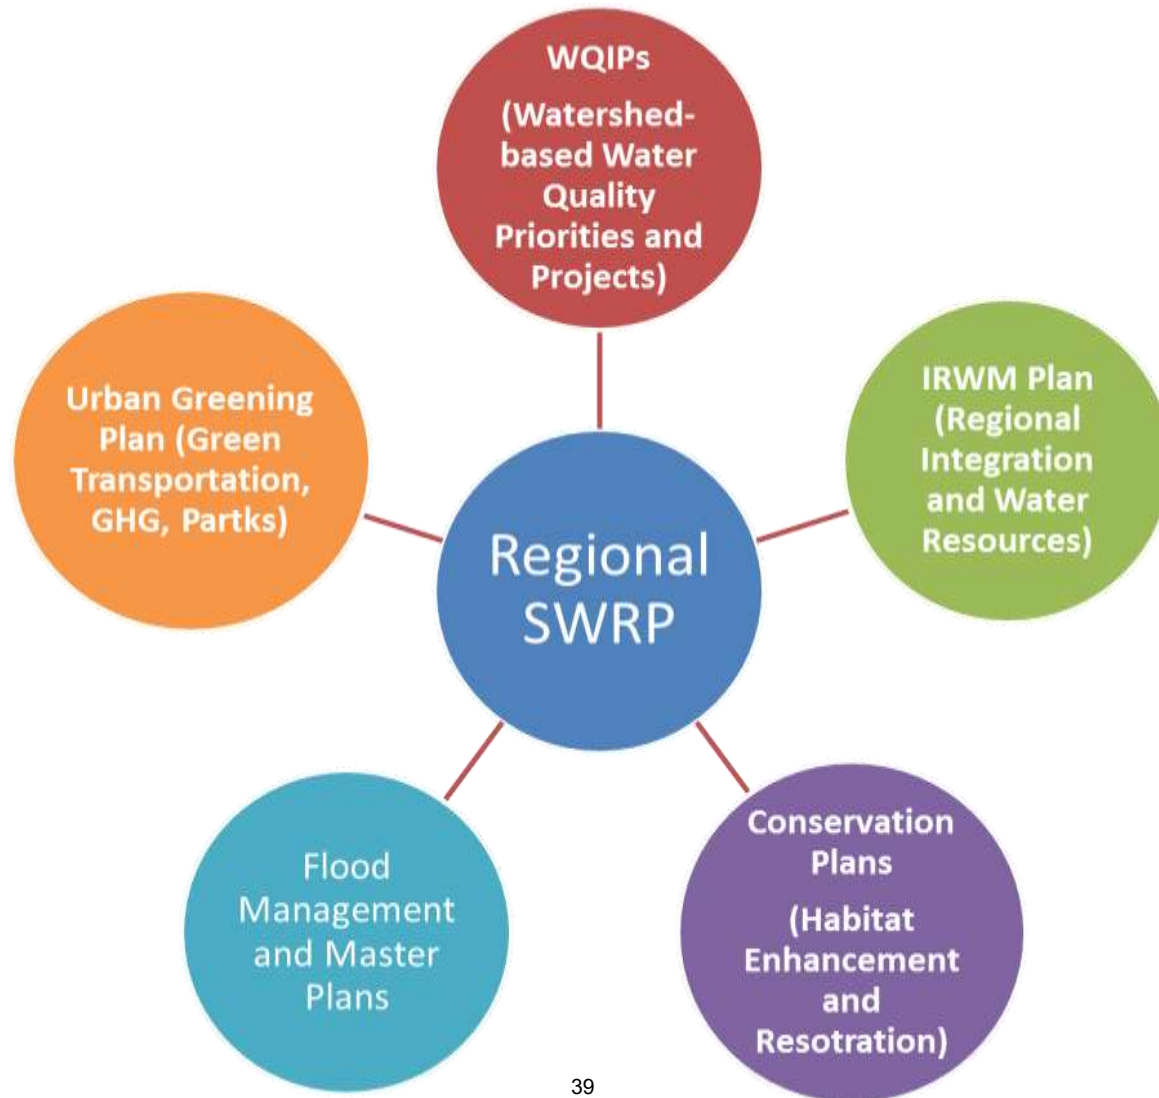 WQIPs
(Watershed-
based Water
Quality
Priorities and
Projects)
Urban Greening
Plan (Green
Transportation,
GHG, Partks)
IRWM Plan
(Regional
Integration
and Water
Resources)
Regional
SWRP
Flood
Management
and Master
Plans
Conservation
Plans
(Habitat
Enhancement
and
Resotration)
39